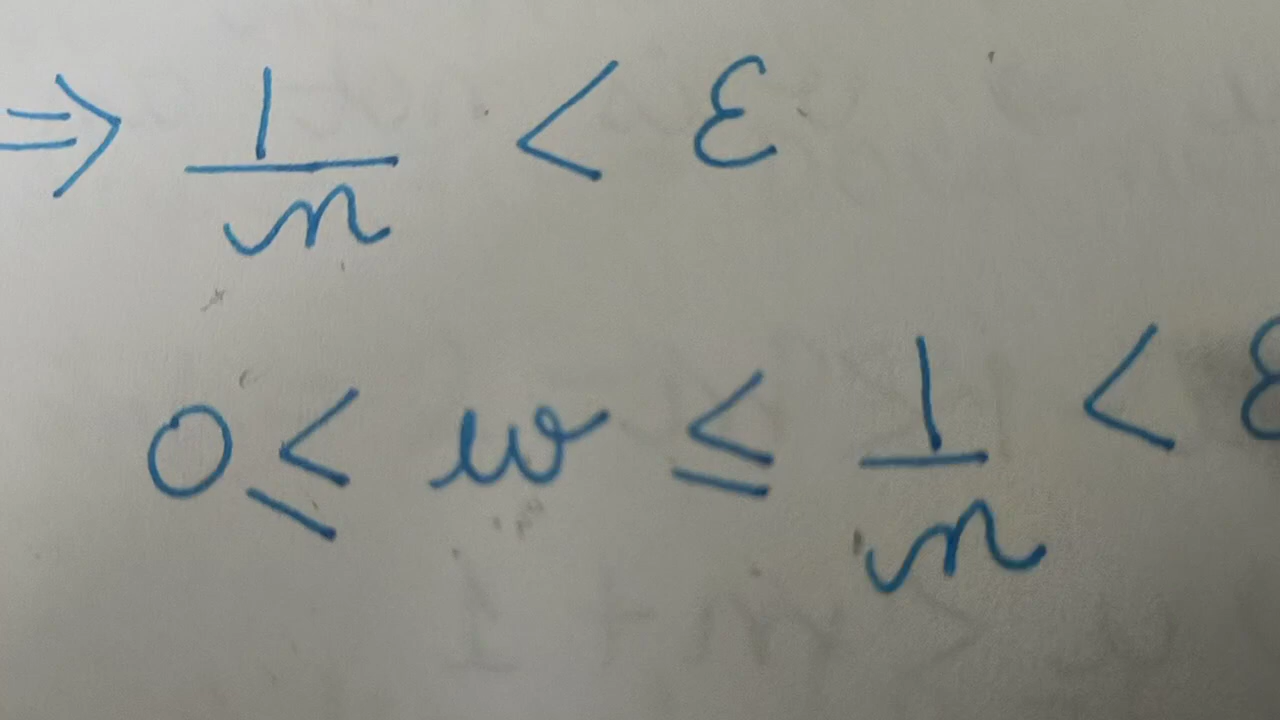 ⇒ 1/n < ε
0 ≤ w ≤ 1/n < ε